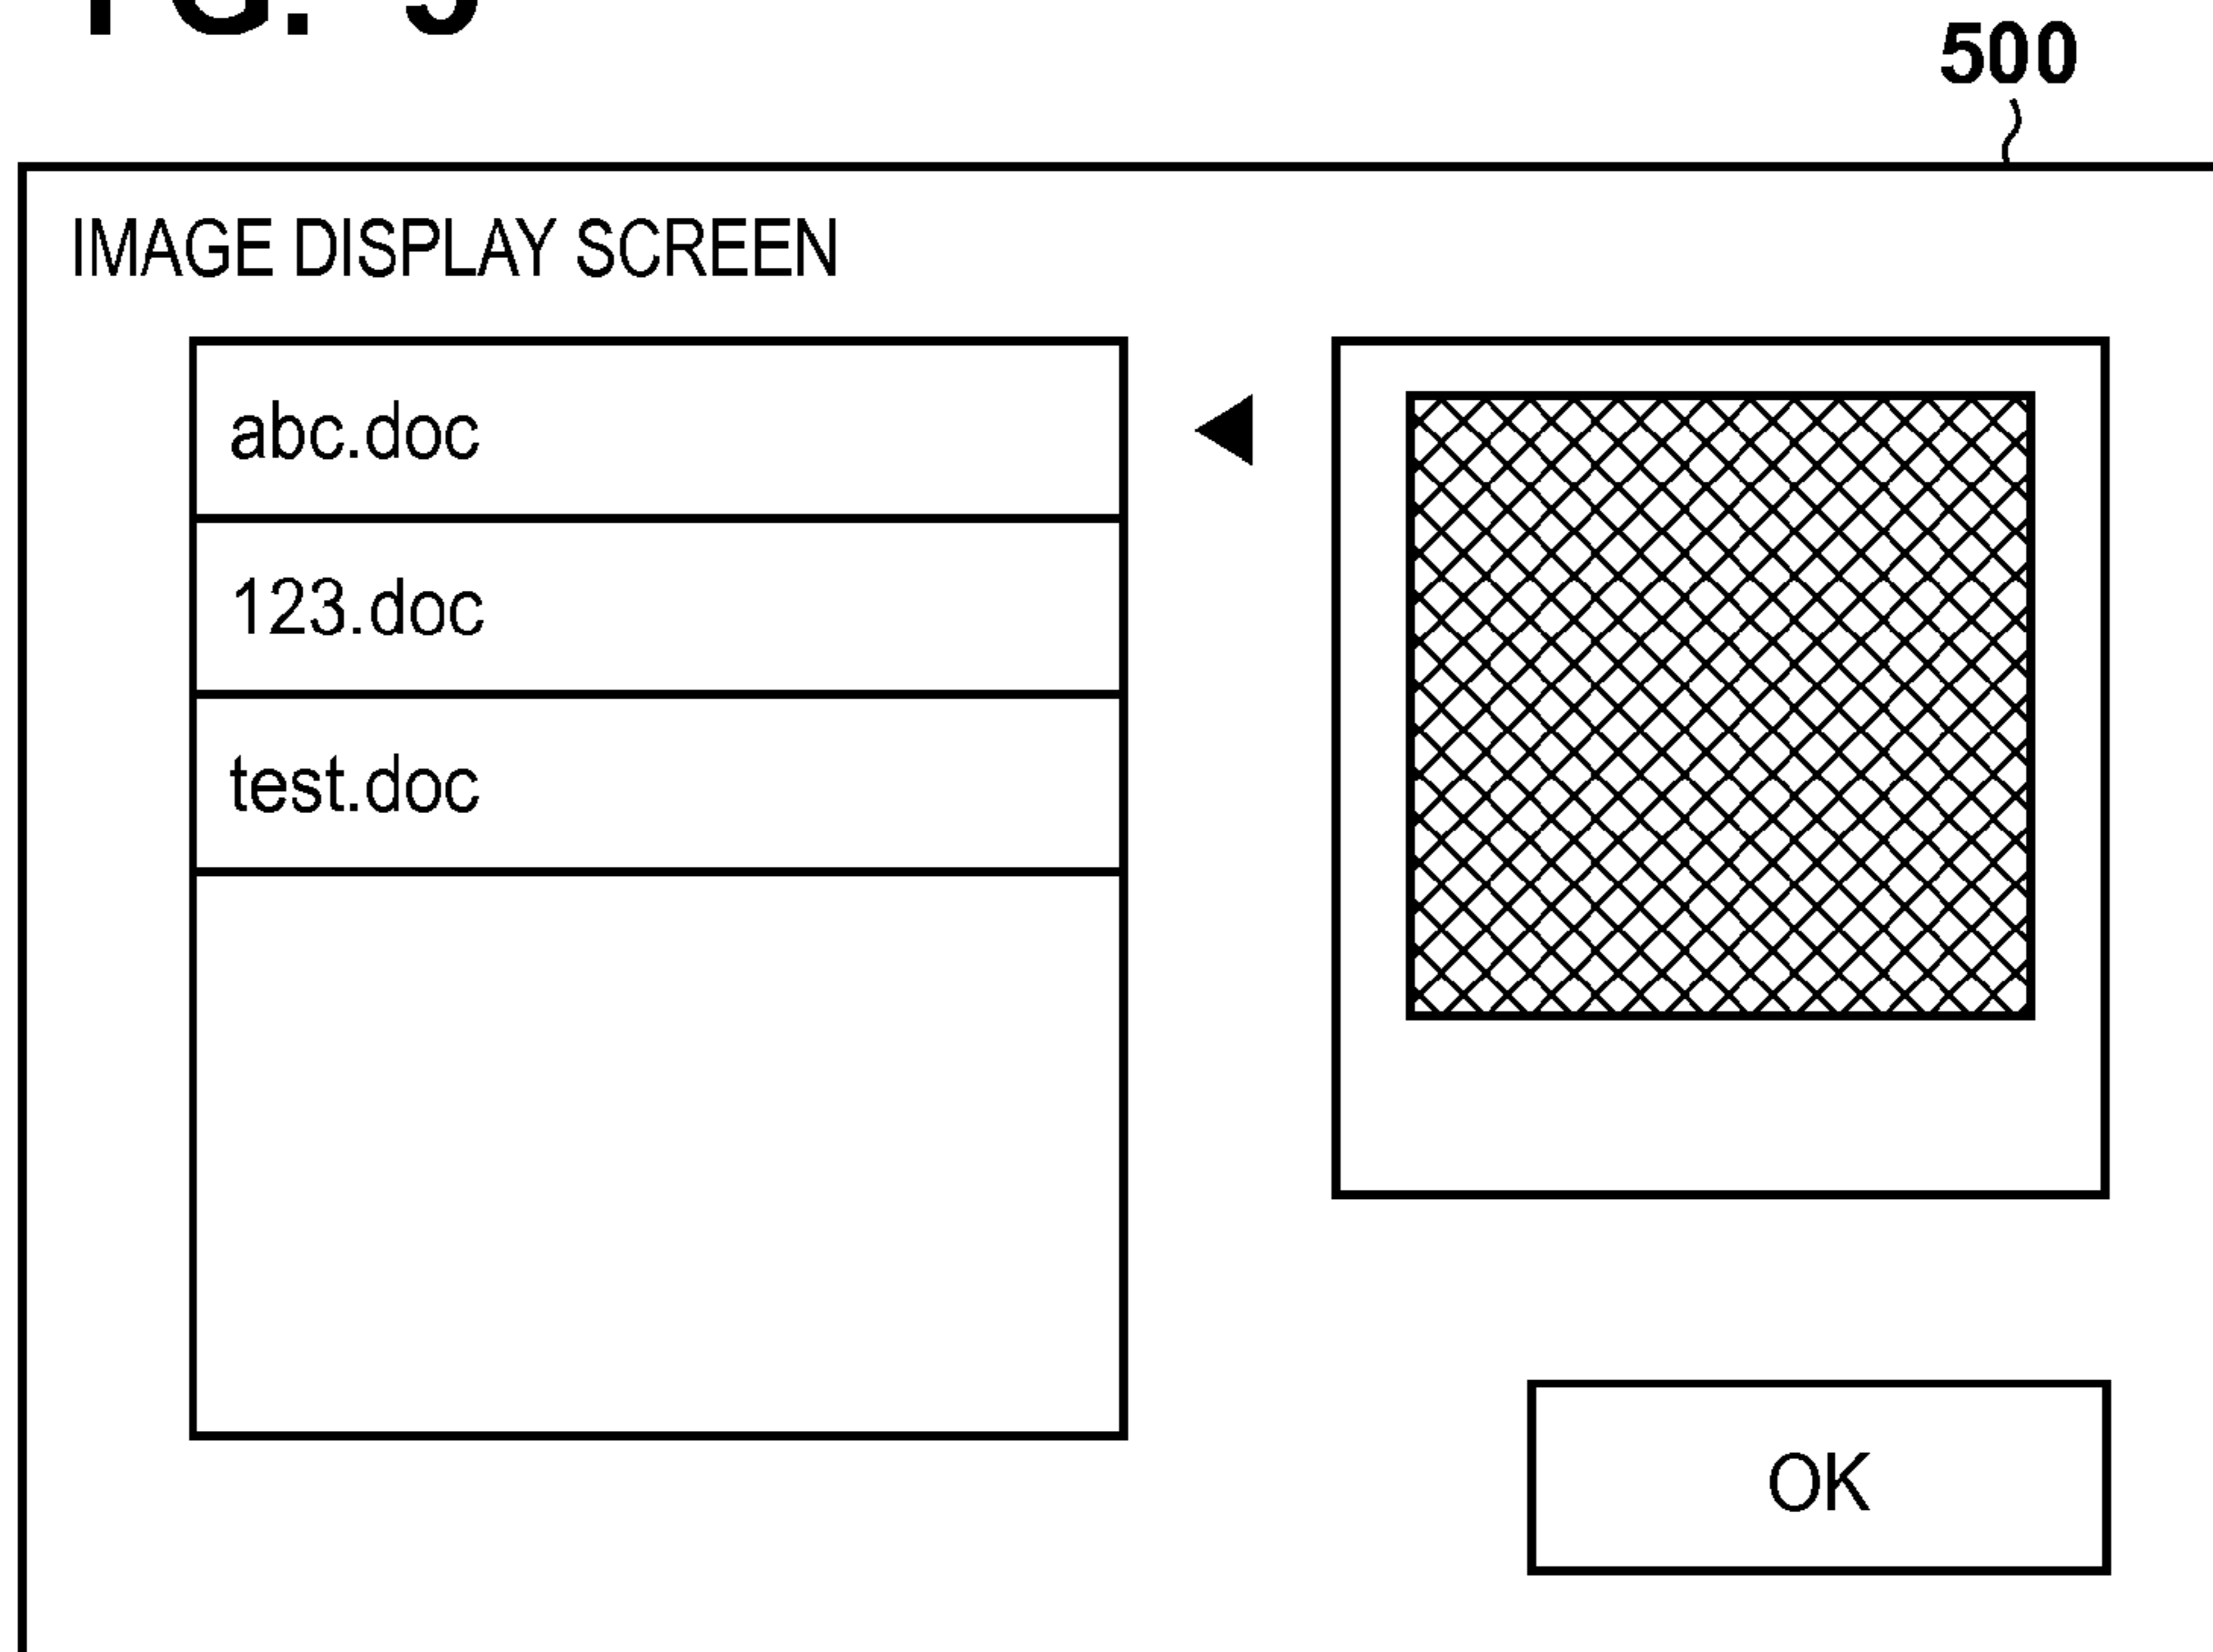 500
IMAGE DISPLAY SCREEN
abc.doc
123.doc
test.doc
OK